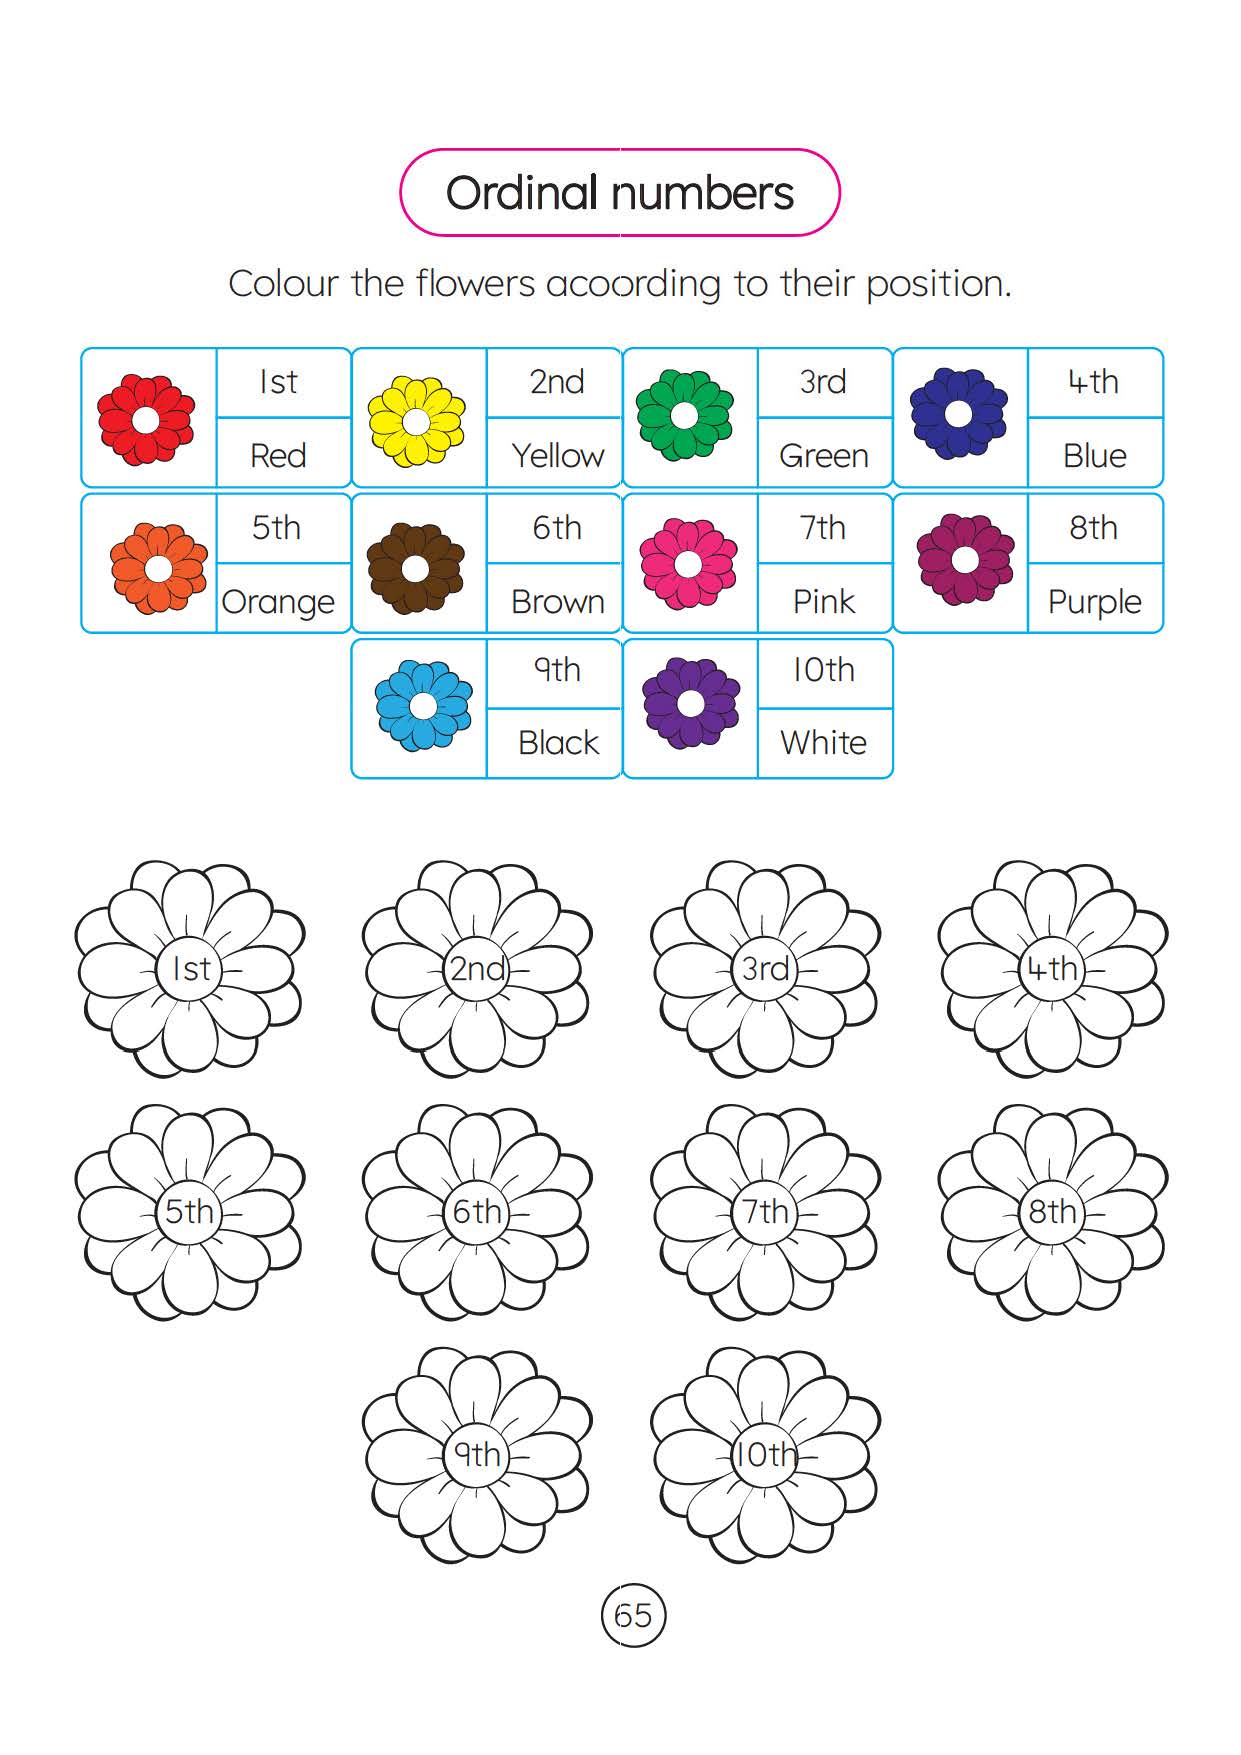 Ordinal numbers
Colour the flowers acoording to their position.
1st 2nd 3rd 4th
Red Yellow Green Blue
5th 6th 7th 8th
Orange Brown Pink Purple
9th 10th
Black White
1st 2nd 3rd 4th
5th 6th 7th 8th
9th 10th
65